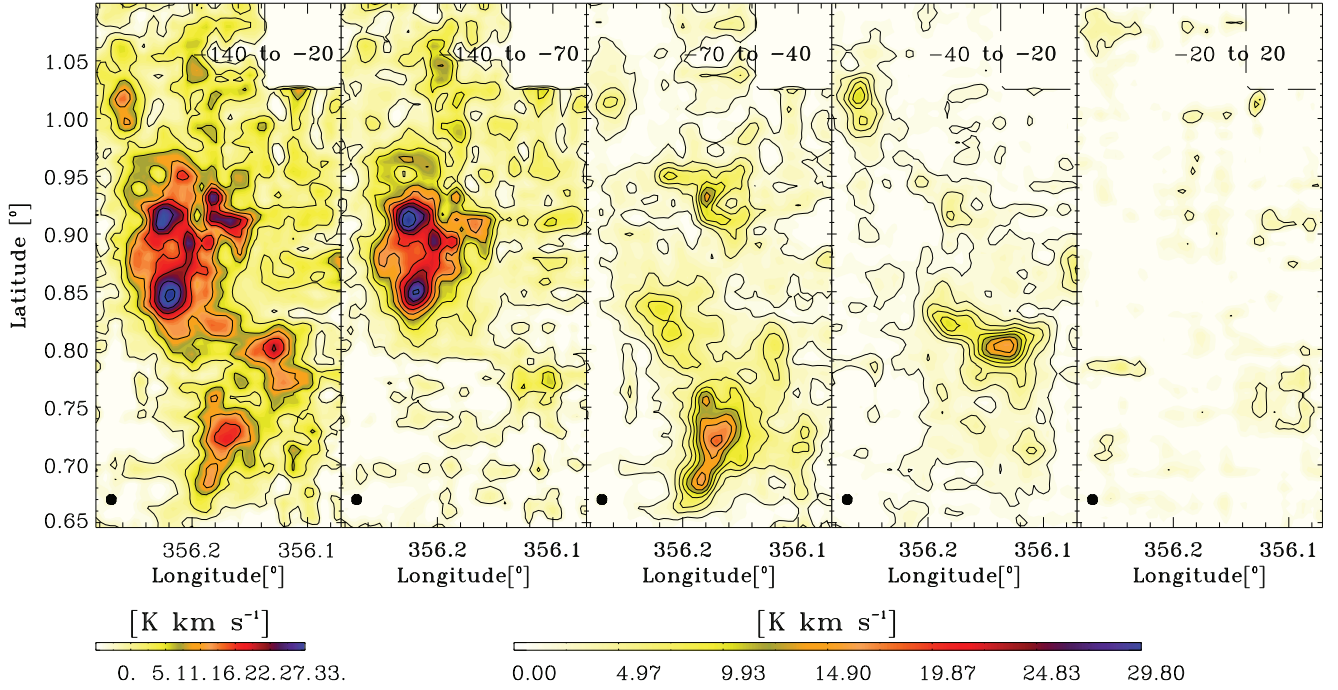 −140 to −20
−140 to −70
−70 to −40
−40 to −20
−20 to 20
Latitude [°]
1.05
1.00
0.95
0.90
0.85
0.80
0.75
0.70
0.65
356.2 356.1 356.2 356.1 356.2 356.1 356.2 356.1 356.2 356.1
Longitude[°] Longitude[°] Longitude[°] Longitude[°] Longitude[°]
[K km s⁻¹] [K km s⁻¹]
0. 5.11.16.22.27.33. 0.00 4.97 9.93 14.90 19.87 24.83 29.80